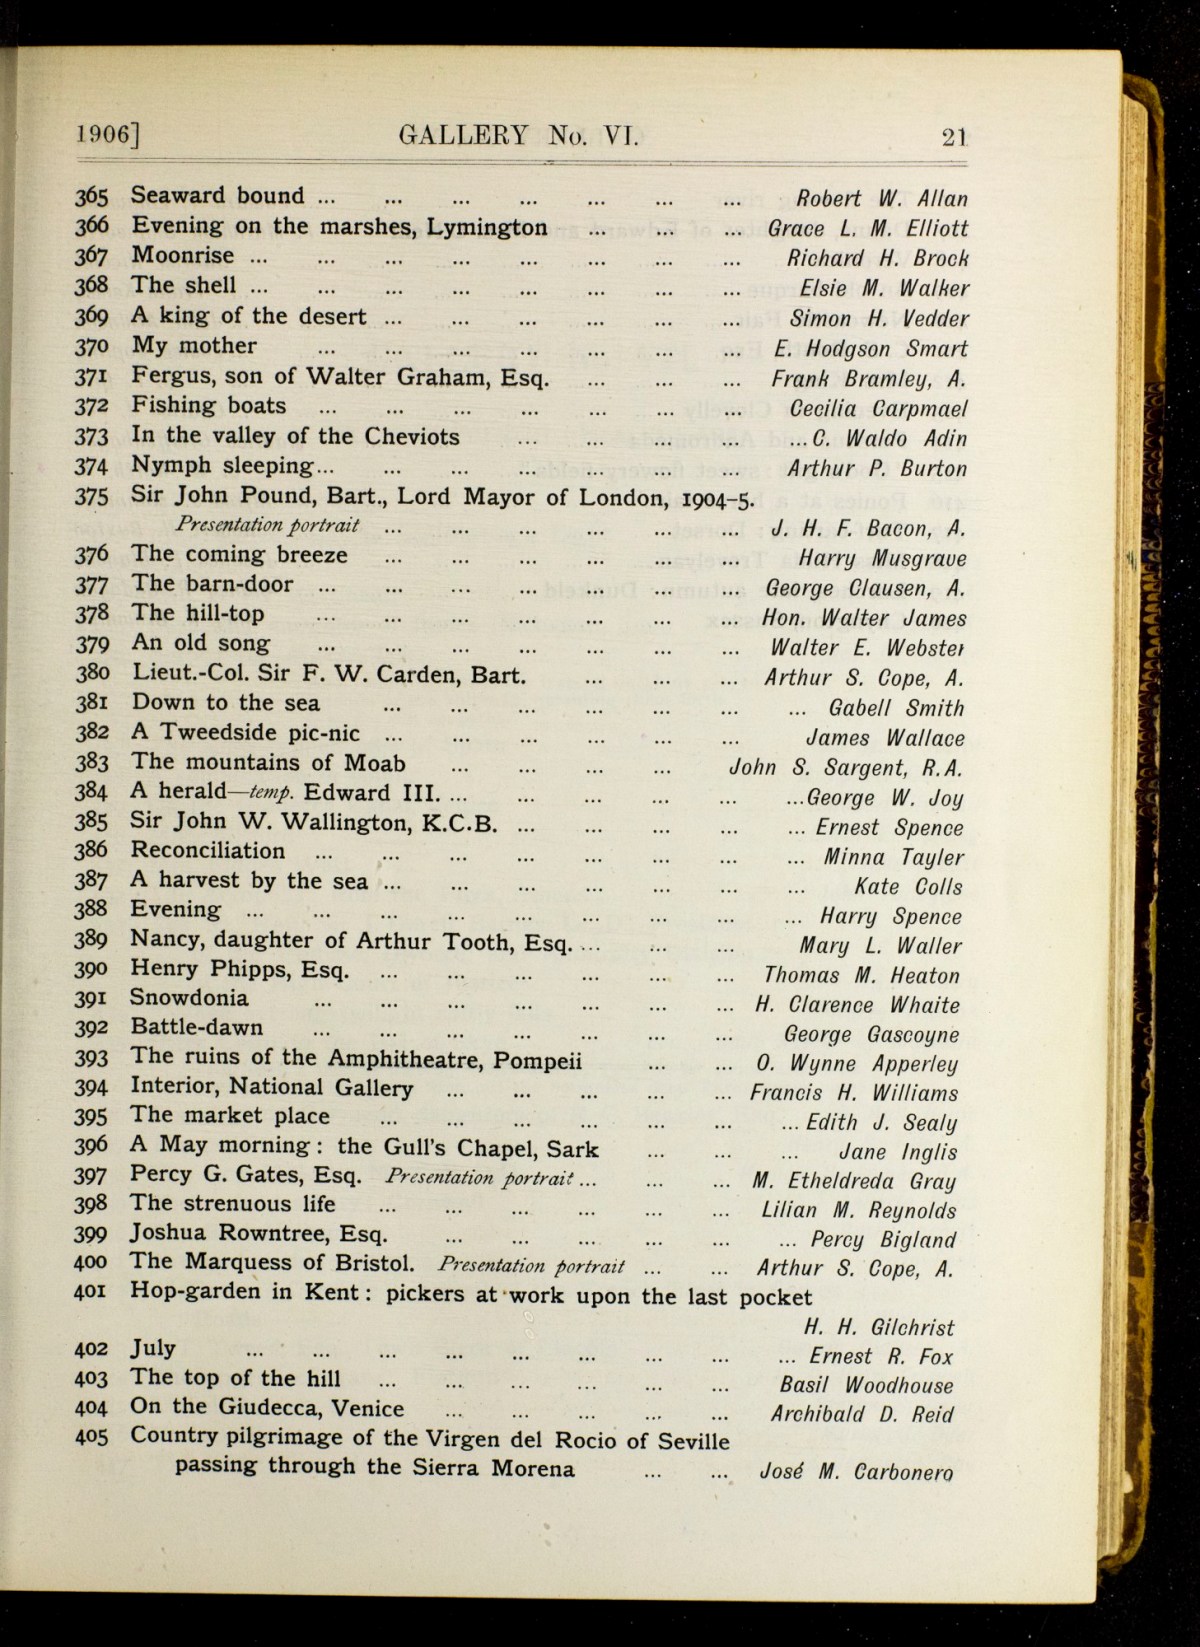 1906] GALLERY No. VI. 21
365 Seaward bound ... ... ... ... ... ... ... Robert W. Allan
366 Evening on the marshes, Lymington ... ... ... Grace L. M. Elliott
367 Moonrise ... ... ... ... ... ... ... ... Richard H. Brock
368 The shell ... ... ... ... ... ... ... ... Elsie M. Walker
369 A king of the desert ... ... ... ... ... ... Simon H. Vedder
370 My mother ... ... ... ... ... ... ... E. Hodgson Smart
371 Fergus, son of Walter Graham, Esq. ... ... ... Frank Bramley, A.
372 Fishing boats ... ... ... ... ... ... ... Cecilia Carpmael
373 In the valley of the Cheviots ... ... ... ... ... C. Waldo Adin
374 Nymph sleeping... ... ... ... ... ... ... Arthur P. Burton
375 Sir John Pound, Bart., Lord Mayor of London, 1904-5.
Presentation portrait ... ... ... ... ... ... J. H. F. Bacon, A.
376 The coming breeze ... ... ... ... ... ... Harry Musgrave
377 The barn-door ... ... ... ... ... ... ... George Clausen, A.
378 The hill-top ... ... ... ... ... ... ... Hon. Walter James
379 An old song ... ... ... ... ... ... ... Walter E. Webster
380 Lieut.-Col. Sir F. W. Carden, Bart. ... ... ... Arthur S. Cope, A.
381 Down to the sea ... ... ... ... ... ... ... Gabell Smith
382 A Tweedside pic-nic ... ... ... ... ... ... James Wallace
383 The mountains of Moab ... ... ... ... John S. Sargent, R.A.
384 A herald—temp. Edward III. ... ... ... ... ... ... George W. Joy
385 Sir John W. Wallington, K.C.B. ... ... ... ... ... Ernest Spence
386 Reconciliation ... ... ... ... ... ... ... ... Minna Tayler
387 A harvest by the sea ... ... ... ... ... ... ... Kate Colls
388 Evening ... ... ... ... ... ... ... ... ... Harry Spence
389 Nancy, daughter of Arthur Tooth, Esq. ... ... ... Mary L. Waller
390 Henry Phipps, Esq. ... ... ... ... ... ... Thomas M. Heaton
391 Snowdonia ... ... ... ... ... ... ... H. Clarence Whaite
392 Battle-dawn ... ... ... ... ... ... ... George Gascoyne
393 The ruins of the Amphitheatre, Pompeii ... ... O. Wynne Apperley
394 Interior, National Gallery ... ... ... ... ... Francis H. Williams
395 The market place ... ... ... ... ... ... ... Edith J. Sealy
396 A May morning: the Gull's Chapel, Sark ... ... ... Jane Inglis
397 Percy G. Gates, Esq. Presentation portrait ... ... ... M. Etheldreda Gray
398 The strenuous life ... ... ... ... ... ... Lilian M. Reynolds
399 Joshua Rowntree, Esq. ... ... ... ... ... ... Percy Bigland
400 The Marquess of Bristol. Presentation portrait ... ... Arthur S. Cope, A.
401 Hop-garden in Kent: pickers at work upon the last pocket
H. H. Gilchrist
402 July ... ... ... ... ... ... ... ... ... Ernest R. Fox
403 The top of the hill ... ... ... ... ... ... Basil Woodhouse
404 On the Giudecca, Venice ... ... ... ... ... Archibald D. Reid
405 Country pilgrimage of the Virgen del Rocio of Seville
passing through the Sierra Morena ... ... José M. Carbonero